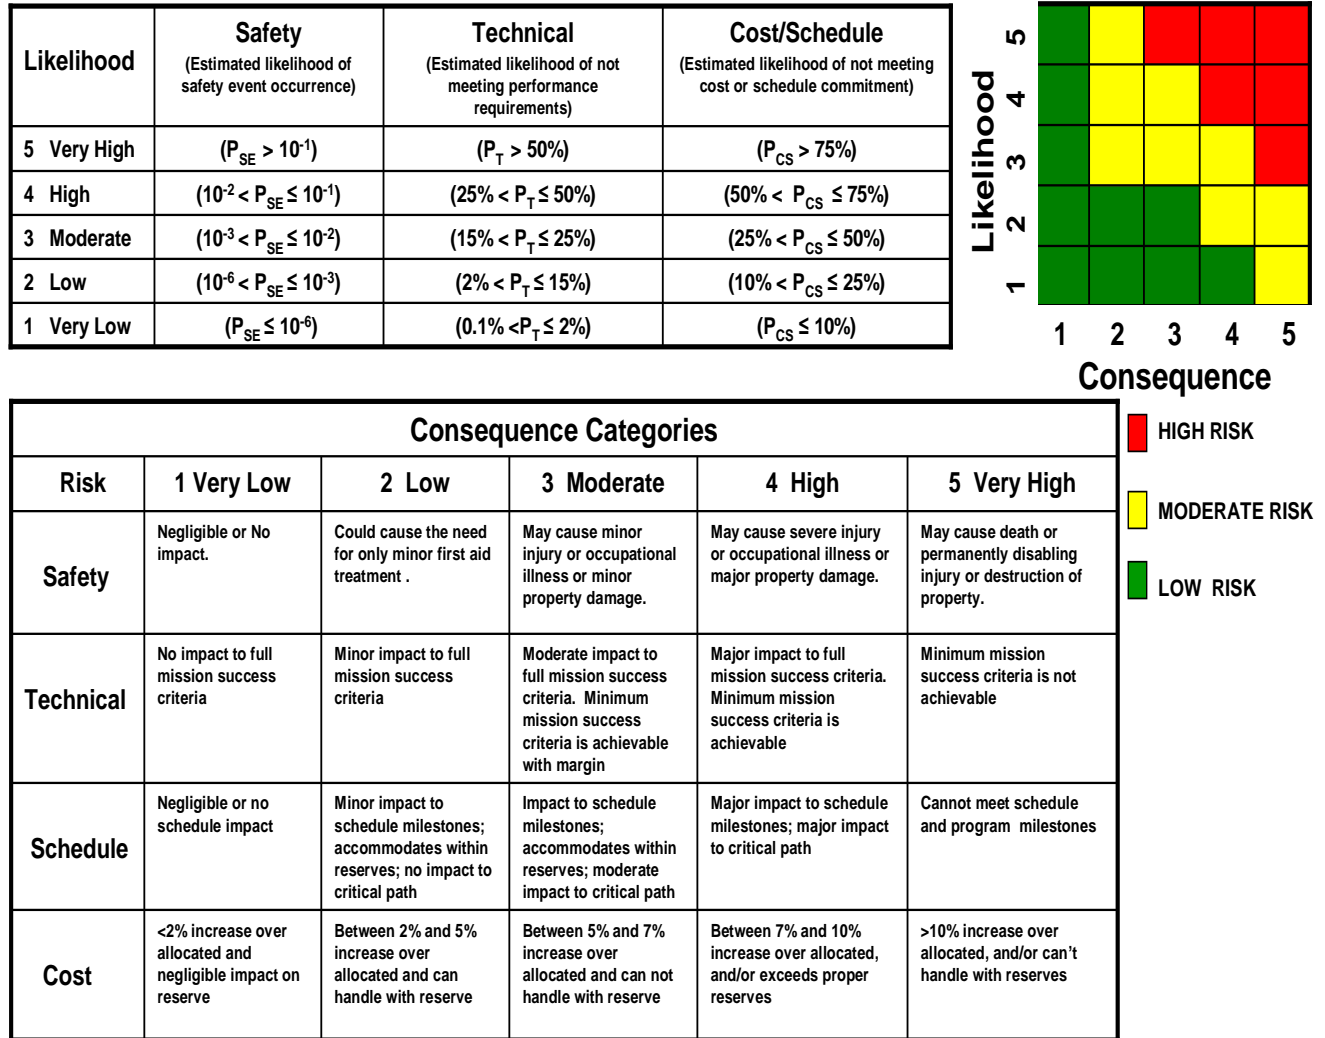 Likelihood
Safety
(Estimated likelihood of
safety event occurrence)
Technical
(Estimated likelihood of not
meeting performance
requirements)
Cost/Schedule
(Estimated likelihood of not meeting
cost or schedule commitment)
5 Very High
(P_SE > 10^-1)
(P_T > 50%)
(P_CS > 75%)
4 High
(10^-2 < P_SE ≤ 10^-1)
(25% < P_T ≤ 50%)
(50% < P_CS ≤ 75%)
3 Moderate
(10^-3 < P_SE ≤ 10^-2)
(15% < P_T ≤ 25%)
(25% < P_CS ≤ 50%)
2 Low
(10^-6 < P_SE ≤ 10^-3)
(2% < P_T ≤ 15%)
(10% < P_CS ≤ 25%)
1 Very Low
(P_SE ≤ 10^-6)
(0.1% <P_T ≤ 2%)
(P_CS ≤ 10%)
Likelihood
5
4
3
2
1
1 2 3 4 5
Consequence
HIGH RISK
MODERATE RISK
LOW RISK
Consequence Categories
Risk
1 Very Low
2 Low
3 Moderate
4 High
5 Very High
Safety
Negligible or No
impact.
Could cause the need
for only minor first aid
treatment .
May cause minor
injury or occupational
illness or minor
property damage.
May cause severe injury
or occupational illness or
major property damage.
May cause death or
permanently disabling
injury or destruction of
property.
Technical
No impact to full
mission success
criteria
Minor impact to full
mission success
criteria
Moderate impact to
full mission success
criteria. Minimum
mission success
criteria is achievable
with margin
Major impact to full
mission success criteria.
Minimum mission
success criteria is
achievable
Minimum mission
success criteria is not
achievable
Schedule
Negligible or no
schedule impact
Minor impact to
schedule milestones;
accommodates within
reserves; no impact to
critical path
Impact to schedule
milestones;
accommodates within
reserves; moderate
impact to critical path
Major impact to schedule
milestones; major impact
to critical path
Cannot meet schedule
and program milestones
Cost
<2% increase over
allocated and
negligible impact on
reserve
Between 2% and 5%
increase over
allocated and can
handle with reserve
Between 5% and 7%
increase over
allocated and can not
handle with reserve
Between 7% and 10%
increase over allocated,
and/or exceeds proper
reserves
>10% increase over
allocated, and/or can’t
handle with reserves